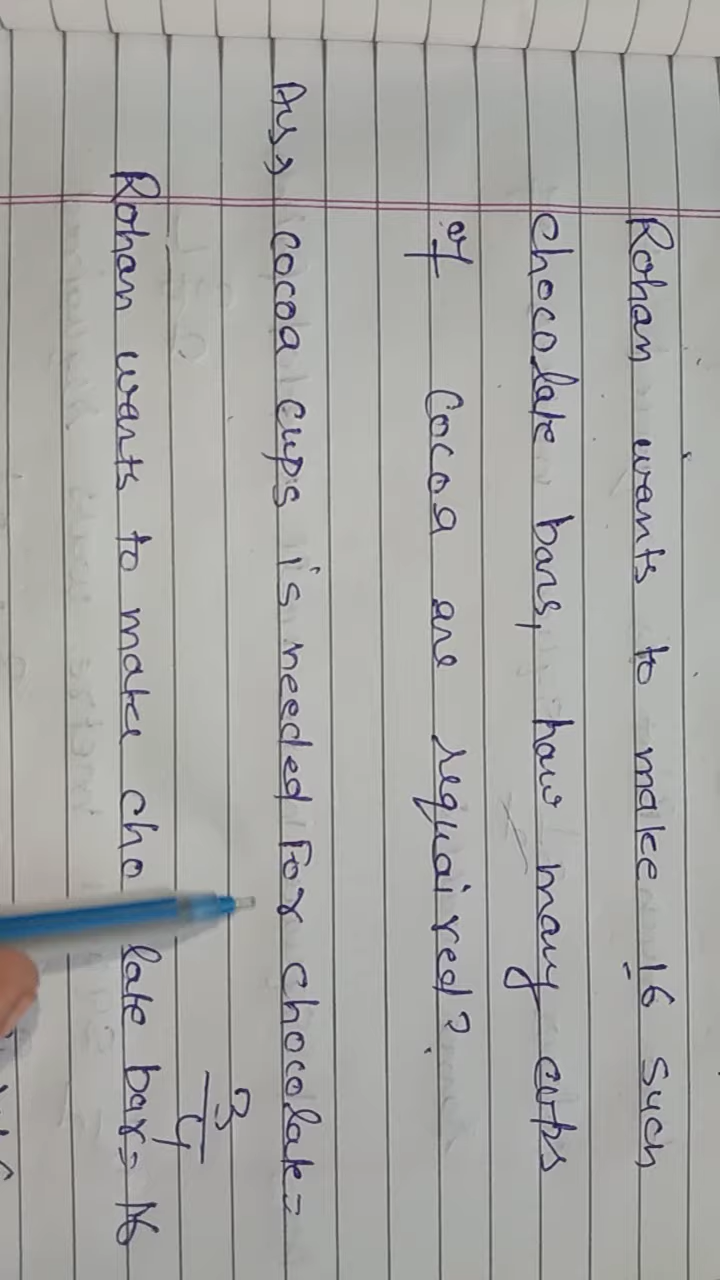 Rohan wants to make 16 such
chocolate bars, how many cups
of Cocoa are requaired?
Ans, cocoa cups is needed For chocolate =
3/4
Rohan wants to make cho late bar = 16